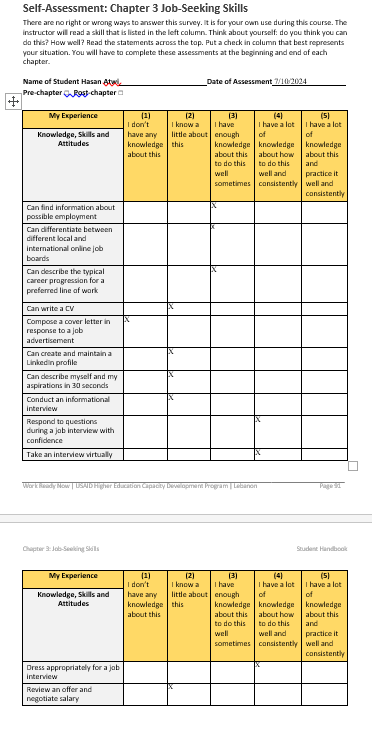 Self-Assessment: Chapter 3 Job-Seeking Skills
There are no right or wrong ways to answer this survey. It is for your own use during this course. The
instructor will read a skill that is listed in the left column. Think about yourself: do you think you can
do this? How well? Read the statements across the top. Put a check in column that best represents
your situation. You will have to complete these assessments at the beginning and end of each
chapter.
Name of Student Hasan Atwi. Date of Assessment 7/10/2024
Pre-chapter □ Post-chapter □
My Experience
Knowledge, Skills and
Attitudes
(1)
I don't
have any
knowledge
about this
(2)
I know a
little about
this
(3)
I have
enough
knowledge
about this
to do this
well
sometimes
(4)
I have a lot
of
knowledge
about how
to do this
well and
consistently
(5)
I have a lot
of
knowledge
about this
and
practice it
well and
consistently
Can find information about
possible employment
X
Can differentiate between
different local and
international online job
boards
x
Can describe the typical
career progression for a
preferred line of work
X
Can write a CV
X
Compose a cover letter in
response to a job
advertisement
X
Can create and maintain a
LinkedIn profile
X
Can describe myself and my
aspirations in 30 seconds
X
Conduct an informational
interview
X
Respond to questions
during a job interview with
confidence
X
Take an interview virtually
X
Work Ready Now | USAID Higher Education Capacity Development Program | Lebanon Page 91
Chapter 3: Job-Seeking Skills Student Handbook
My Experience
Knowledge, Skills and
Attitudes
(1)
I don't
have any
knowledge
about this
(2)
I know a
little about
this
(3)
I have
enough
knowledge
about this
to do this
well
sometimes
(4)
I have a lot
of
knowledge
about how
to do this
well and
consistently
(5)
I have a lot
of
knowledge
about this
and
practice it
well and
consistently
Dress appropriately for a job
interview
X
Review an offer and
negotiate salary
X